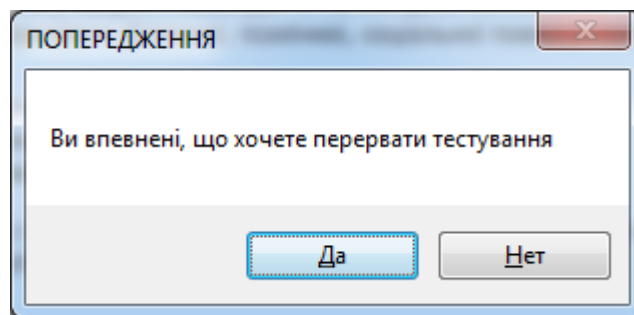 ПОПЕРЕДЖЕННЯ
Ви впевнені, що хочете перервати тестування
Да
Нет